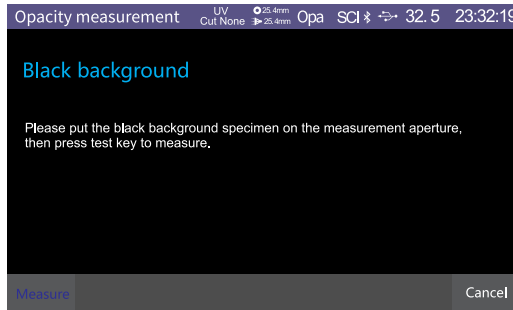 Opacity measurement UV Cut None 25.4mm 25.4mm Opa SCI 32.5 23:32:19
Black background
Please put the black background specimen on the measurement aperture,
then press test key to measure.
Measure Cancel